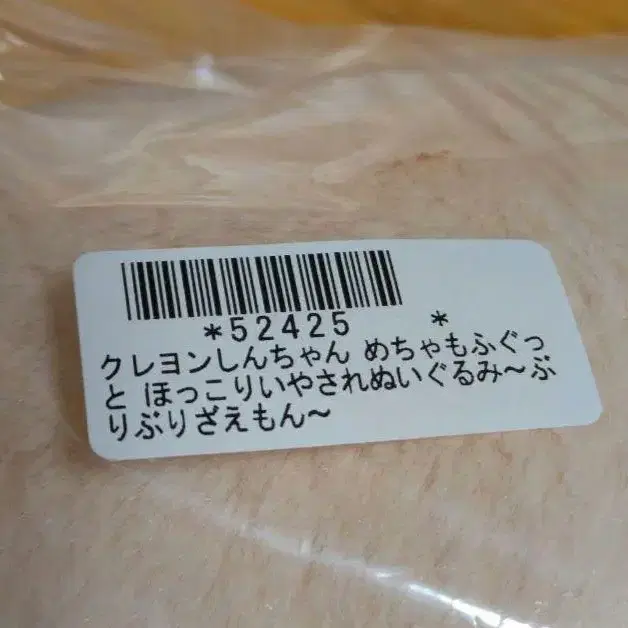 *52425 *
クレヨンしんちゃん めちゃもふぐっ
と ほっこりいやされぬいぐるみ～ぶ
りぶりざえもん～